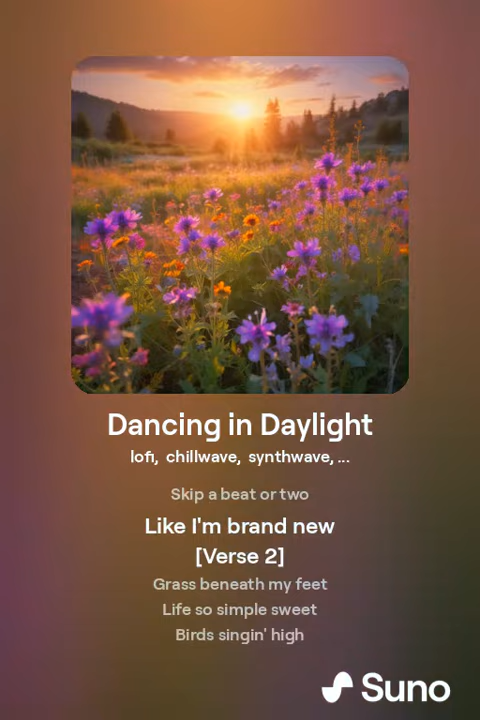 Dancing in Daylight
lofi, chillwave, synthwave, ...
Skip a beat or two
Like I'm brand new
[Verse 2]
Grass beneath my feet
Life so simple sweet
Birds singin' high
Suno